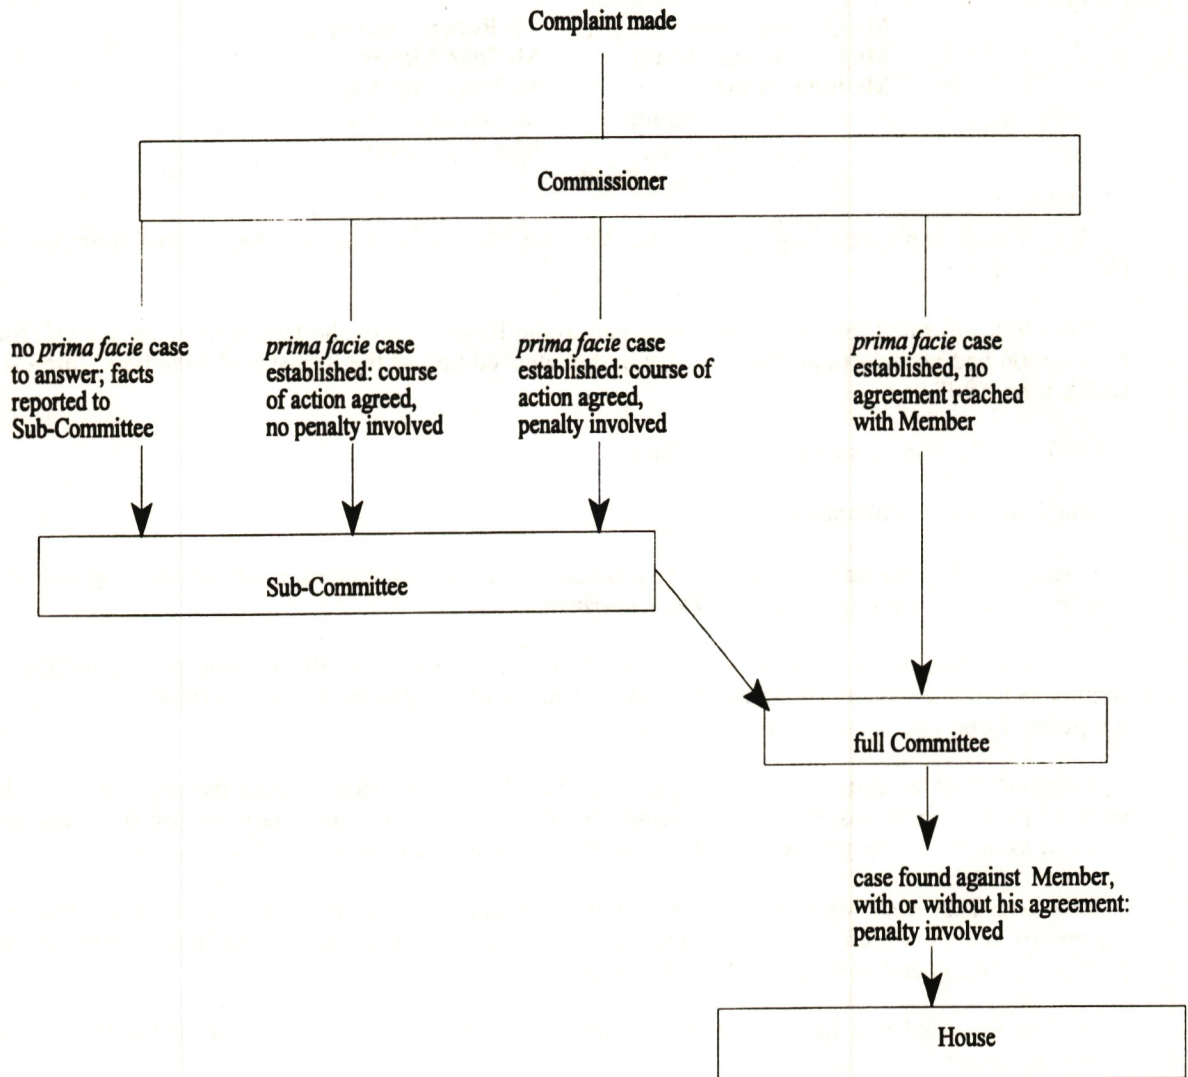 Complaint made
Commissioner
no prima facie case
to answer; facts
reported to
Sub-Committee
prima facie case
established: course
of action agreed,
no penalty involved
prima facie case
established: course of
action agreed,
penalty involved
prima facie case
established, no
agreement reached
with Member
Sub-Committee
full Committee
case found against Member,
with or without his agreement:
penalty involved
House